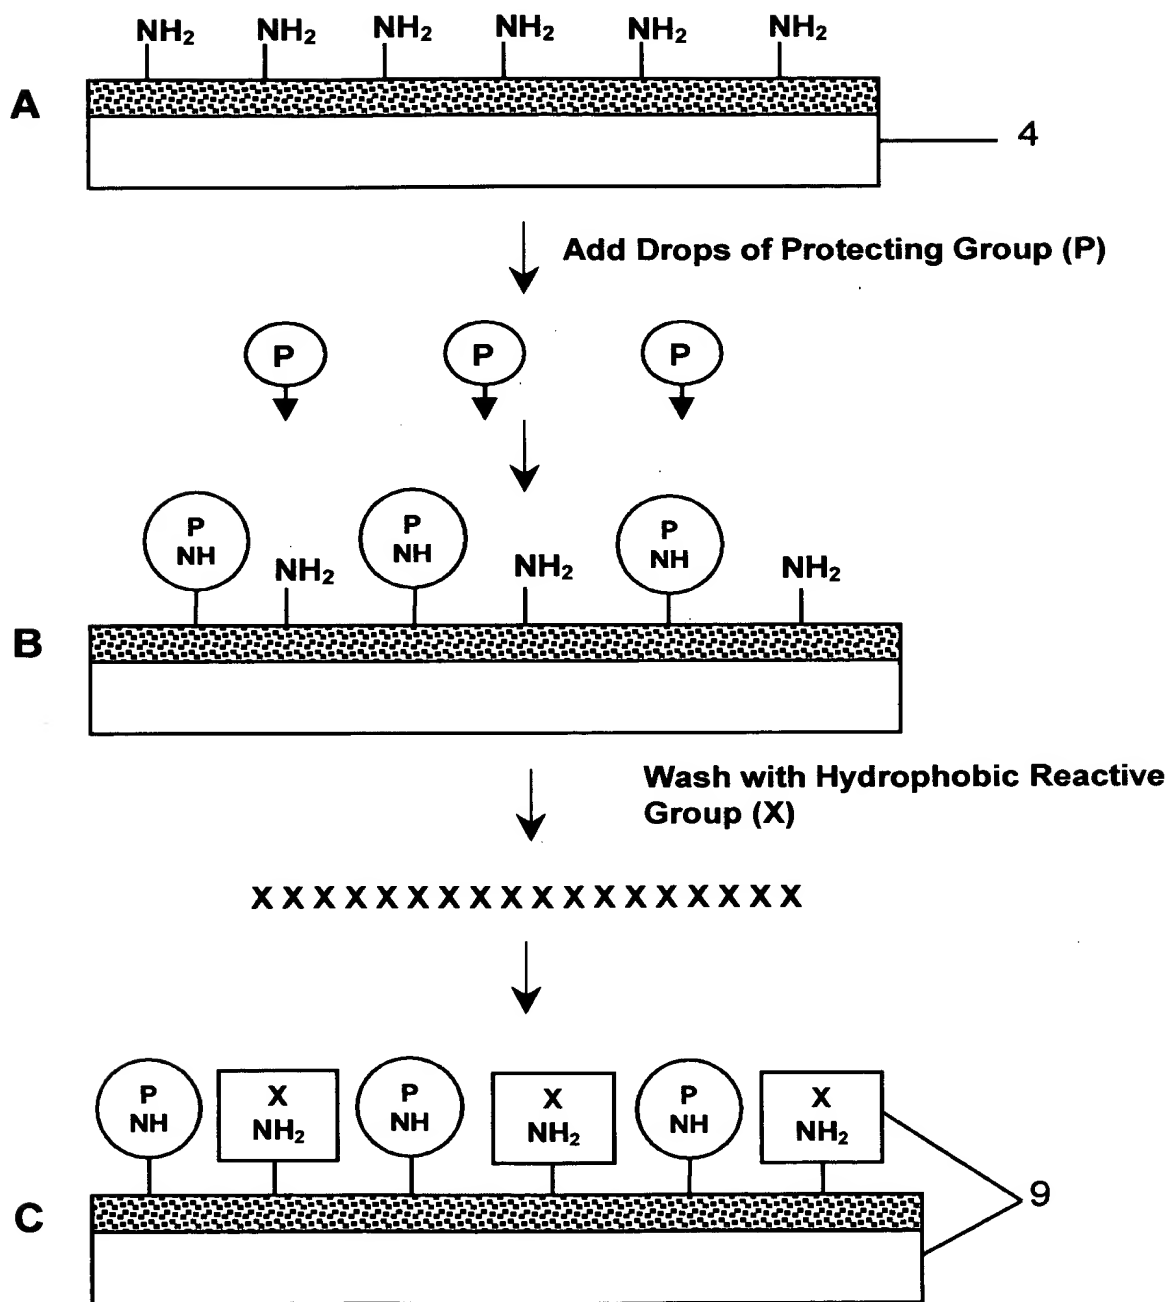 NH₂ NH₂ NH₂ NH₂ NH₂ NH₂
A
4
Add Drops of Protecting Group (P)
P P P
P P P
NH NH NH
NH₂ NH₂ NH₂
B
Wash with Hydrophobic Reactive
Group (X)
X X X X X X X X X X X X X X X X X X
P X P X P X
NH NH₂ NH NH₂ NH NH₂
9
C